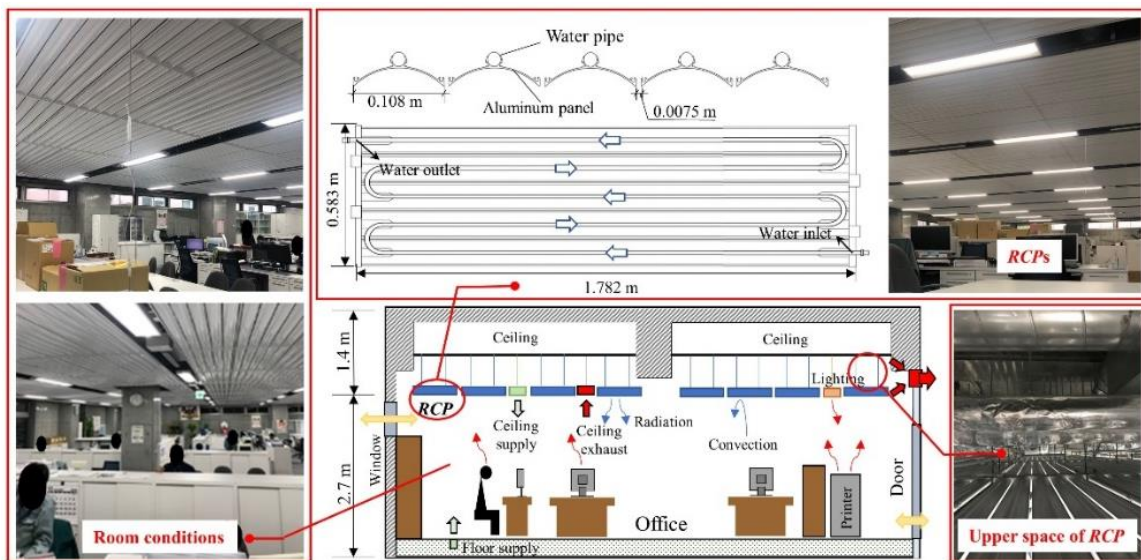 Water pipe
0.108 m
Aluminum panel
0.0075 m
Water outlet
0.583 m
Water inlet
1.782 m
RCPs
1.4 m
Ceiling
Ceiling
Lighting
RCP
Ceiling
supply
Ceiling
exhaust
Radiation
Convection
2.7 m
Window
Door
Printer
Office
Floor supply
Room conditions
Upper space of RCP